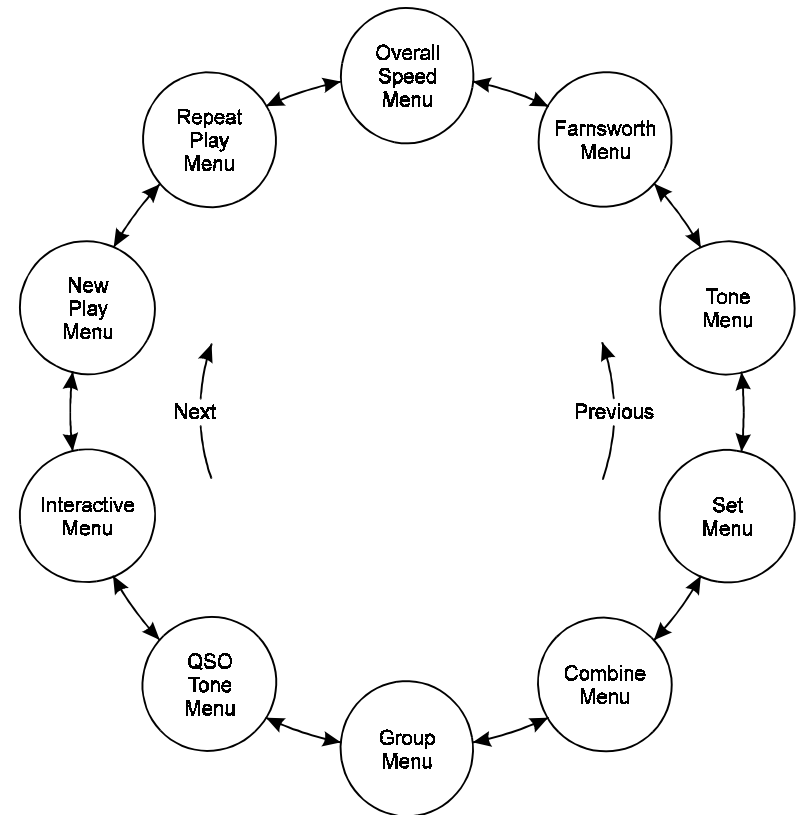 Overall
Speed
Menu
Farnsworth
Menu
Tone
Menu
Set
Menu
Combine
Menu
Group
Menu
QSO
Tone
Menu
Interactive
Menu
New
Play
Menu
Repeat
Play
Menu
Next
Previous